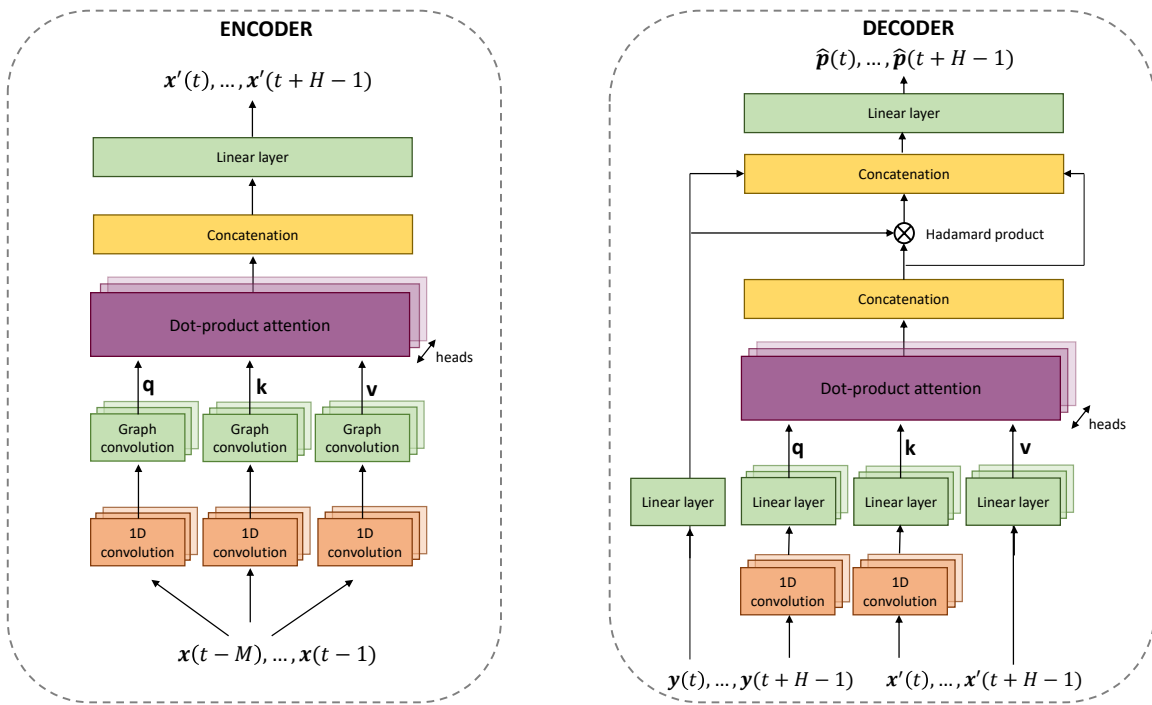 ENCODER
𝒙′(t), … , 𝒙′(t + H − 1)
Linear layer
Concatenation
Dot-product attention
heads
q
k
v
Graph
convolution
Graph
convolution
Graph
convolution
1D
convolution
1D
convolution
1D
convolution
𝒙(t − M), … , 𝒙(t − 1)
DECODER
𝒑̂(t), … , 𝒑̂(t + H − 1)
Linear layer
Concatenation
Hadamard product
Concatenation
Dot-product attention
heads
q
k
v
Linear layer
Linear layer
Linear layer
Linear layer
1D
convolution
1D
convolution
𝒚(t), … , 𝒚(t + H − 1)
𝒙′(t), … , 𝒙′(t + H − 1)